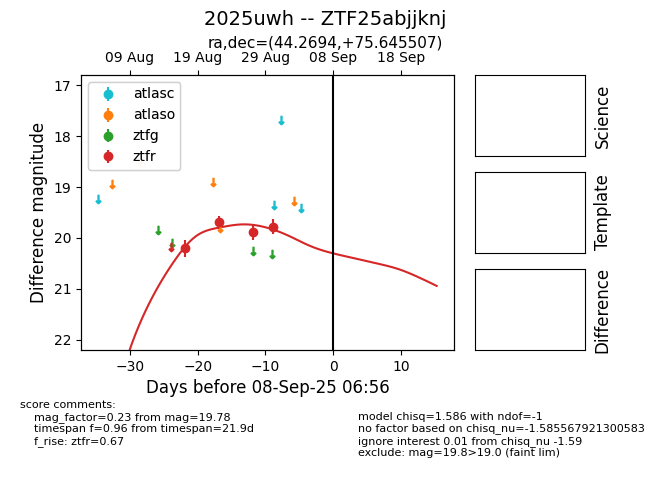 2025uwh -- ZTF25abjjknj
ra,dec=(44.2694,+75.645507)
09 Aug 19 Aug 29 Aug 08 Sep 18 Sep
atlasc
atlaso
ztfg
ztfr
17
18
19
20
21
22
Difference magnitude
−30 −20 −10 0 10
Days before 08-Sep-25 06:56
Science
Template
Difference
score comments:
mag_factor=0.23 from mag=19.78
timespan f=0.96 from timespan=21.9d
f_rise: ztfr=0.67
model chisq=1.586 with ndof=-1
no factor based on chisq_nu=-1.585567921300583
ignore interest 0.01 from chisq_nu -1.59
exclude: mag=19.8>19.0 (faint lim)